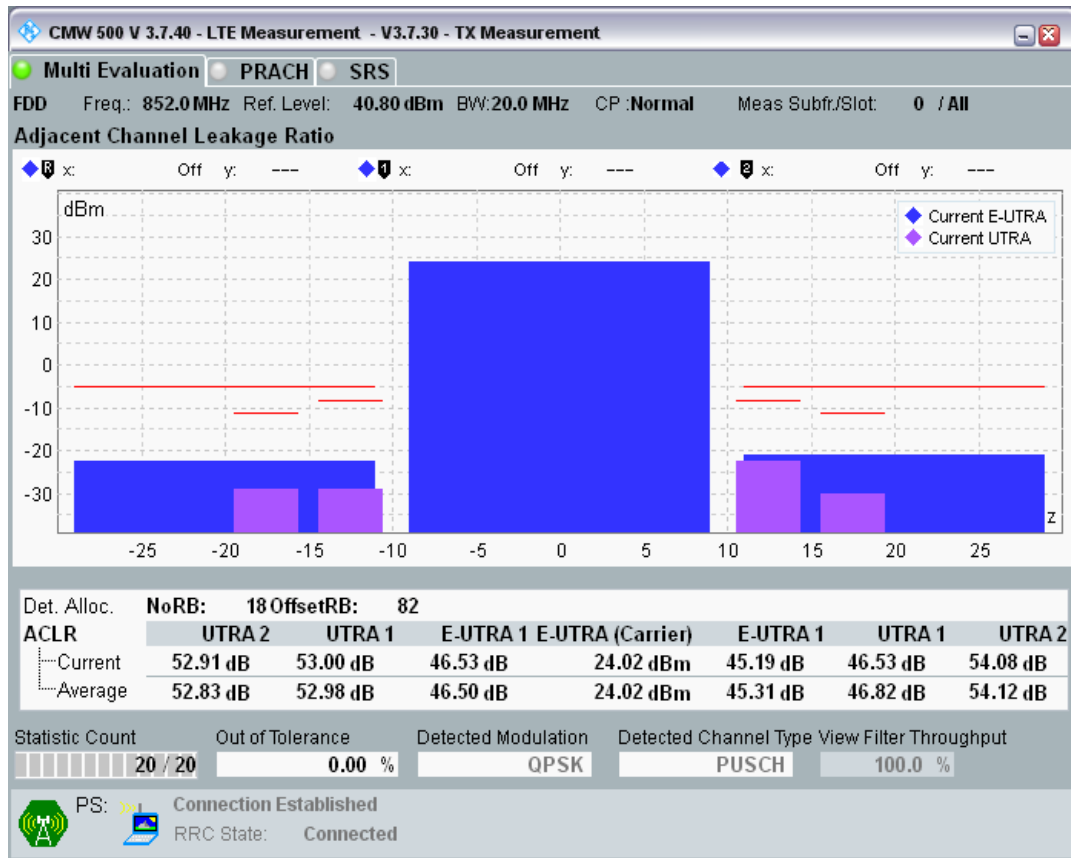 CMW 500 V 3.7.40 - LTE Measurement - V3.7.30 - TX Measurement
Multi Evaluation PRACH SRS
FDD Freq.: 852.0 MHz Ref. Level: 40.80 dBm BW:20.0 MHz CP :Normal Meas Subfr./Slot: 0 / All
Adjacent Channel Leakage Ratio
R x: Off y: --- 1 x: Off y: --- 2 x: Off y: ---
dBm
Current E-UTRA
Current UTRA
30
20
10
0
-10
-20
-30
z
-25 -20 -15 -10 -5 0 5 10 15 20 25
Det. Alloc. NoRB: 18 OffsetRB: 82
ACLR UTRA 2 UTRA 1 E-UTRA 1 E-UTRA (Carrier) E-UTRA 1 UTRA 1 UTRA 2
Current 52.91 dB 53.00 dB 46.53 dB 24.02 dBm 45.19 dB 46.53 dB 54.08 dB
Average 52.83 dB 52.98 dB 46.50 dB 24.02 dBm 45.31 dB 46.82 dB 54.12 dB
Statistic Count Out of Tolerance Detected Modulation Detected Channel Type View Filter Throughput
20 / 20 0.00 % QPSK PUSCH 100.0 %
PS: Connection Established
RRC State: Connected